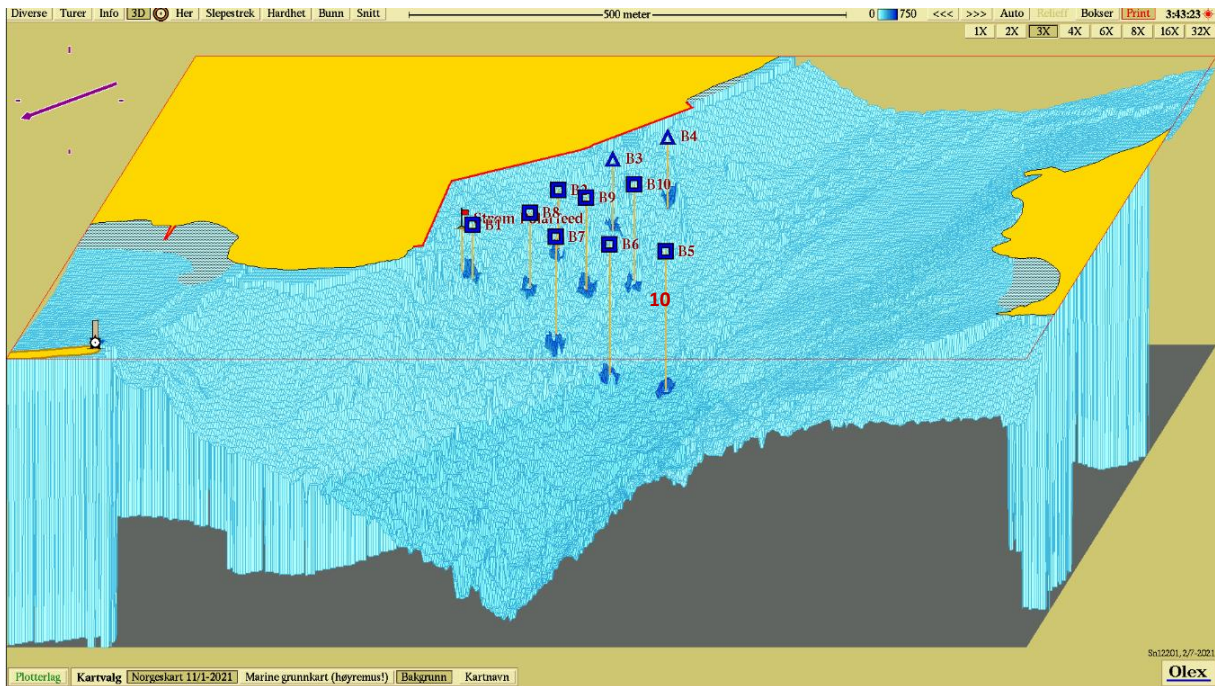 Diverse Turer Info 3D Her Slepestrek Hardhet Bunn Snitt 500 meter 0 750 <<< >>> Auto Relieff Bokser Print 3:43:23
1X 2X 3X 4X 6X 8X 16X 32X
B4
B3
B10
B2
B9
B8
Strøm Polarfeed
B1
B7
B6
B5
10
Sn12201, 2/7-2021
Plotterlag Kartvalg Norgeskart 11/1-2021 Marine grunnkart (høyremus!) Bakgrunn Kartnavn
Olex